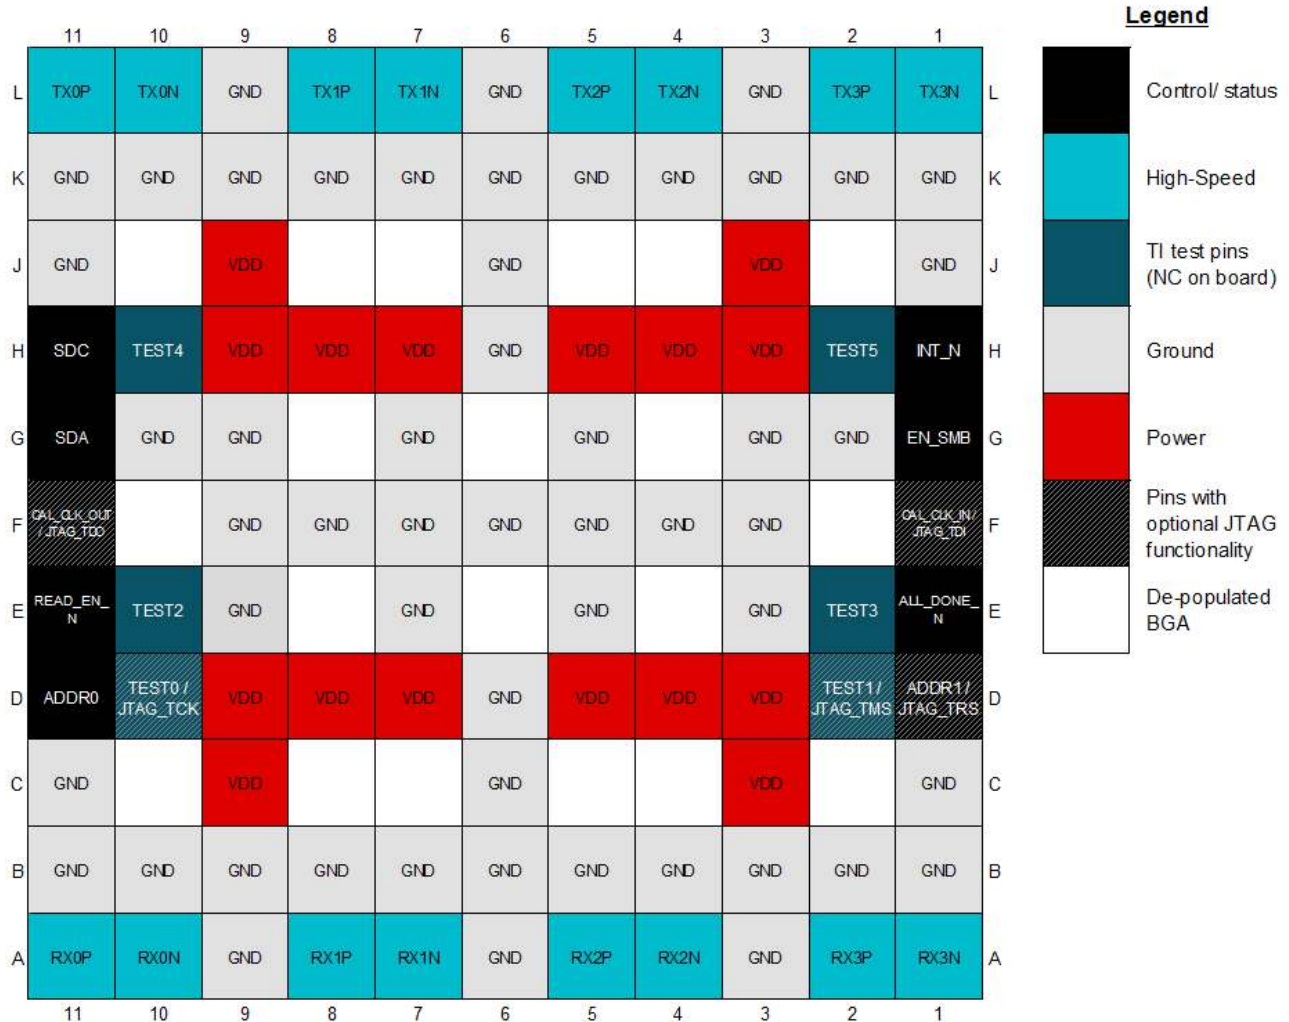 Legend
11 10 9 8 7 6 5 4 3 2 1
L TX0P TX0N GND TX1P TX1N GND TX2P TX2N GND TX3P TX3N L
Control/ status
K GND GND GND GND GND GND GND GND GND GND GND K
High-Speed
J GND VDD GND VDD GND J
TI test pins
(NC on board)
H SDC TEST4 VDD VDD VDD GND VDD VDD VDD TEST5 INT_N H
Ground
G SDA GND GND GND GND GND GND EN_SMB G
Power
F CAL_CLK_OUT / JTAG_TDO GND GND GND GND GND GND GND CAL_CLK_IN / JTAG_TDI F
Pins with
optional JTAG
functionality
E READ_EN_N TEST2 GND GND GND GND TEST3 ALL_DONE_N E
De-populated
BGA
D ADDR0 TEST0 / JTAG_TCK VDD VDD VDD GND VDD VDD VDD TEST1 / JTAG_TMS ADDR1 / JTAG_TRS D
C GND VDD GND VDD GND C
B GND GND GND GND GND GND GND GND GND GND GND B
A RX0P RX0N GND RX1P RX1N GND RX2P RX2N GND RX3P RX3N A
11 10 9 8 7 6 5 4 3 2 1